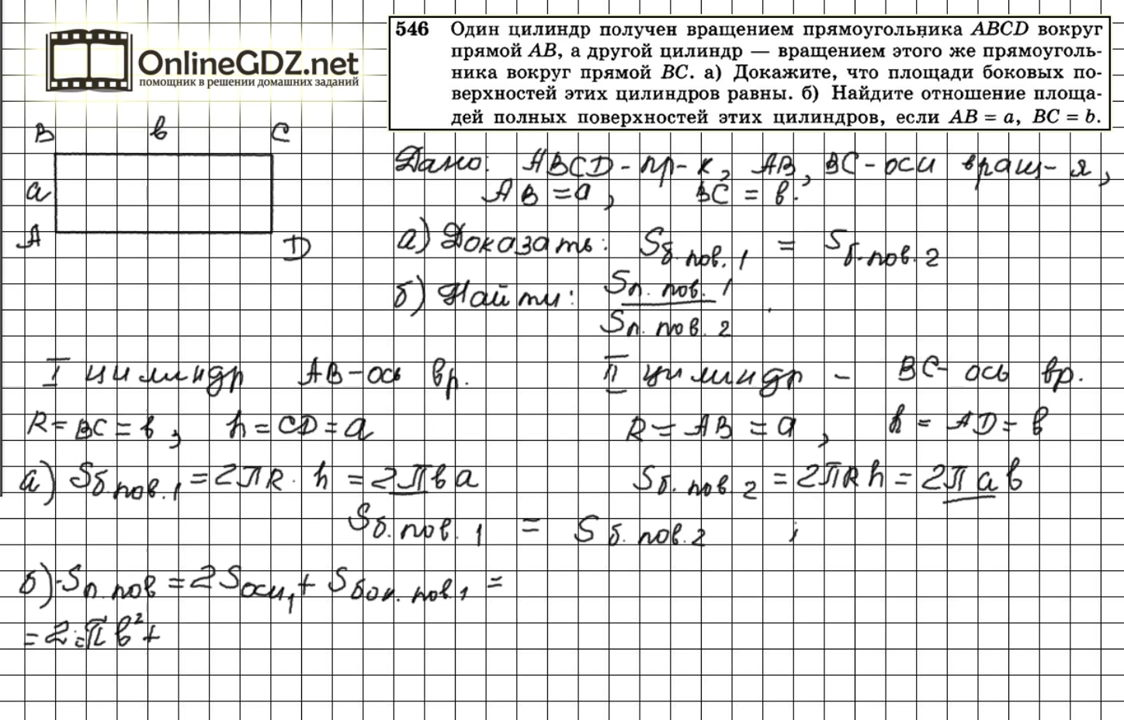 OnlineGDZ.net
помощник в решении домашних заданий
546 Один цилиндр получен вращением прямоугольника ABCD вокруг
прямой AB, а другой цилиндр — вращением этого же прямоуголь-
ника вокруг прямой BC. а) Докажите, что площади боковых по-
верхностей этих цилиндров равны. б) Найдите отношение площа-
дей полных поверхностей этих цилиндров, если AB = a, BC = b.
B в C
a
A D
Дано: ABCD-пр-к, AB, BC-оси вращ-я,
AB = a, BC = в.
а) Доказать: Sб.пов.1 = Sб.пов.2
б) Найти: Sп.пов.1
Sп.пов.2
I цилиндр AB-ось вр.
II цилиндр - BC-ось вр.
R=BC=в, h=CD=a
R=AB=a, h=AD=в
а) Sб.пов.1 = 2πR·h = 2πвa
Sб.пов2 = 2πRh = 2πaв
Sб.пов.1 = Sб.пов.2 ;
б) Sп.пов = 2Sосн1 + Sбок.пов.1 =
= 2·πв²+